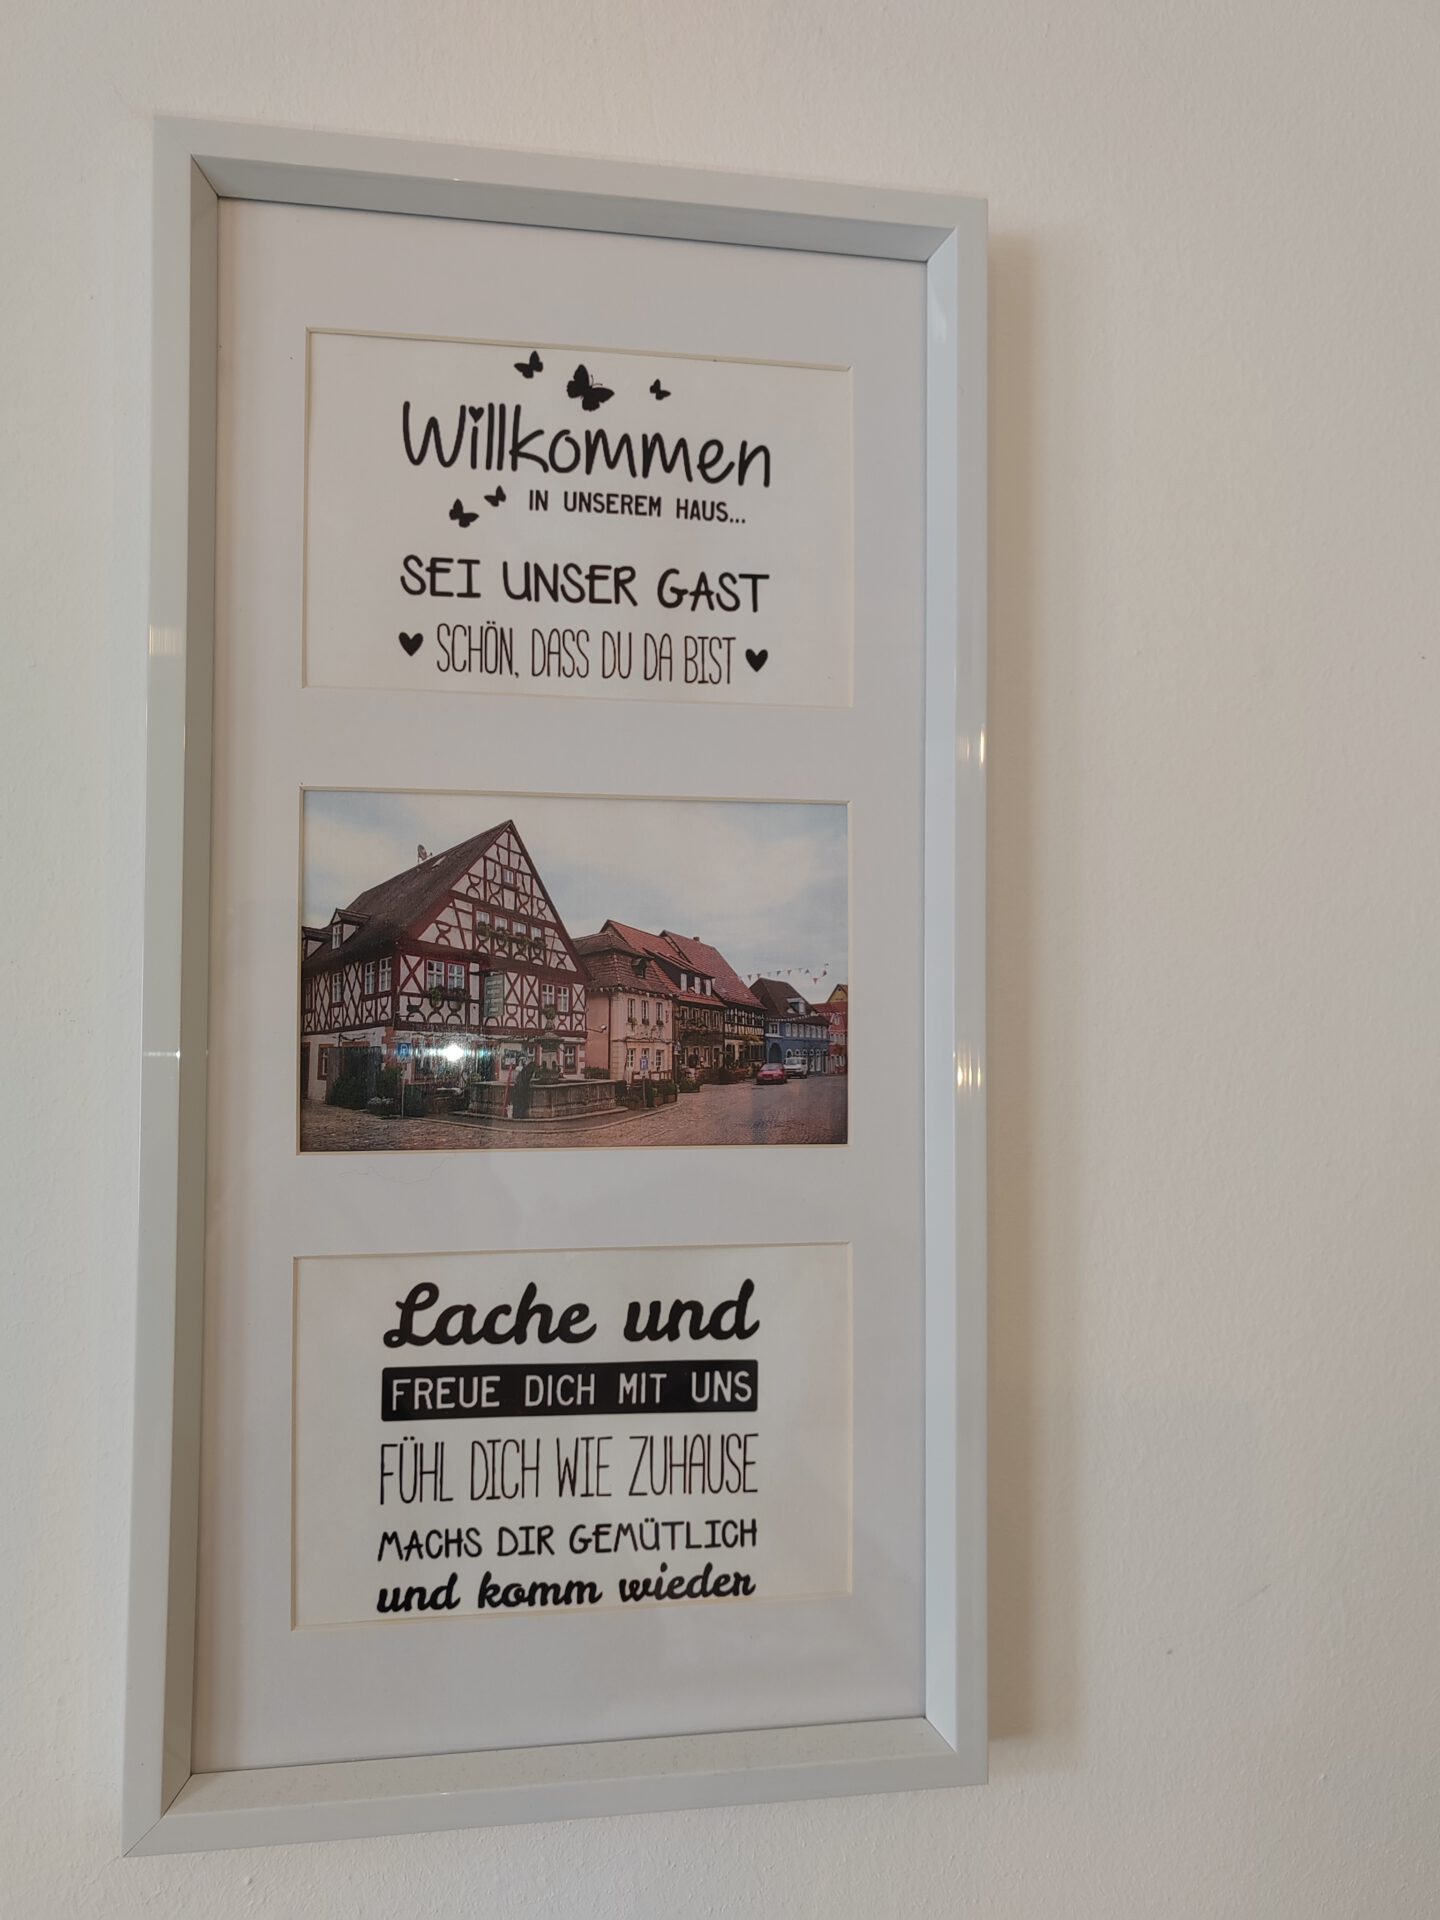 Willkommen
IN UNSEREM HAUS...
SEI UNSER GAST
SCHÖN, DASS DU DA BIST
Lache und
FREUE DICH MIT UNS
FÜHL DICH WIE ZUHAUSE
MACHS DIR GEMÜTLICH
und komm wieder